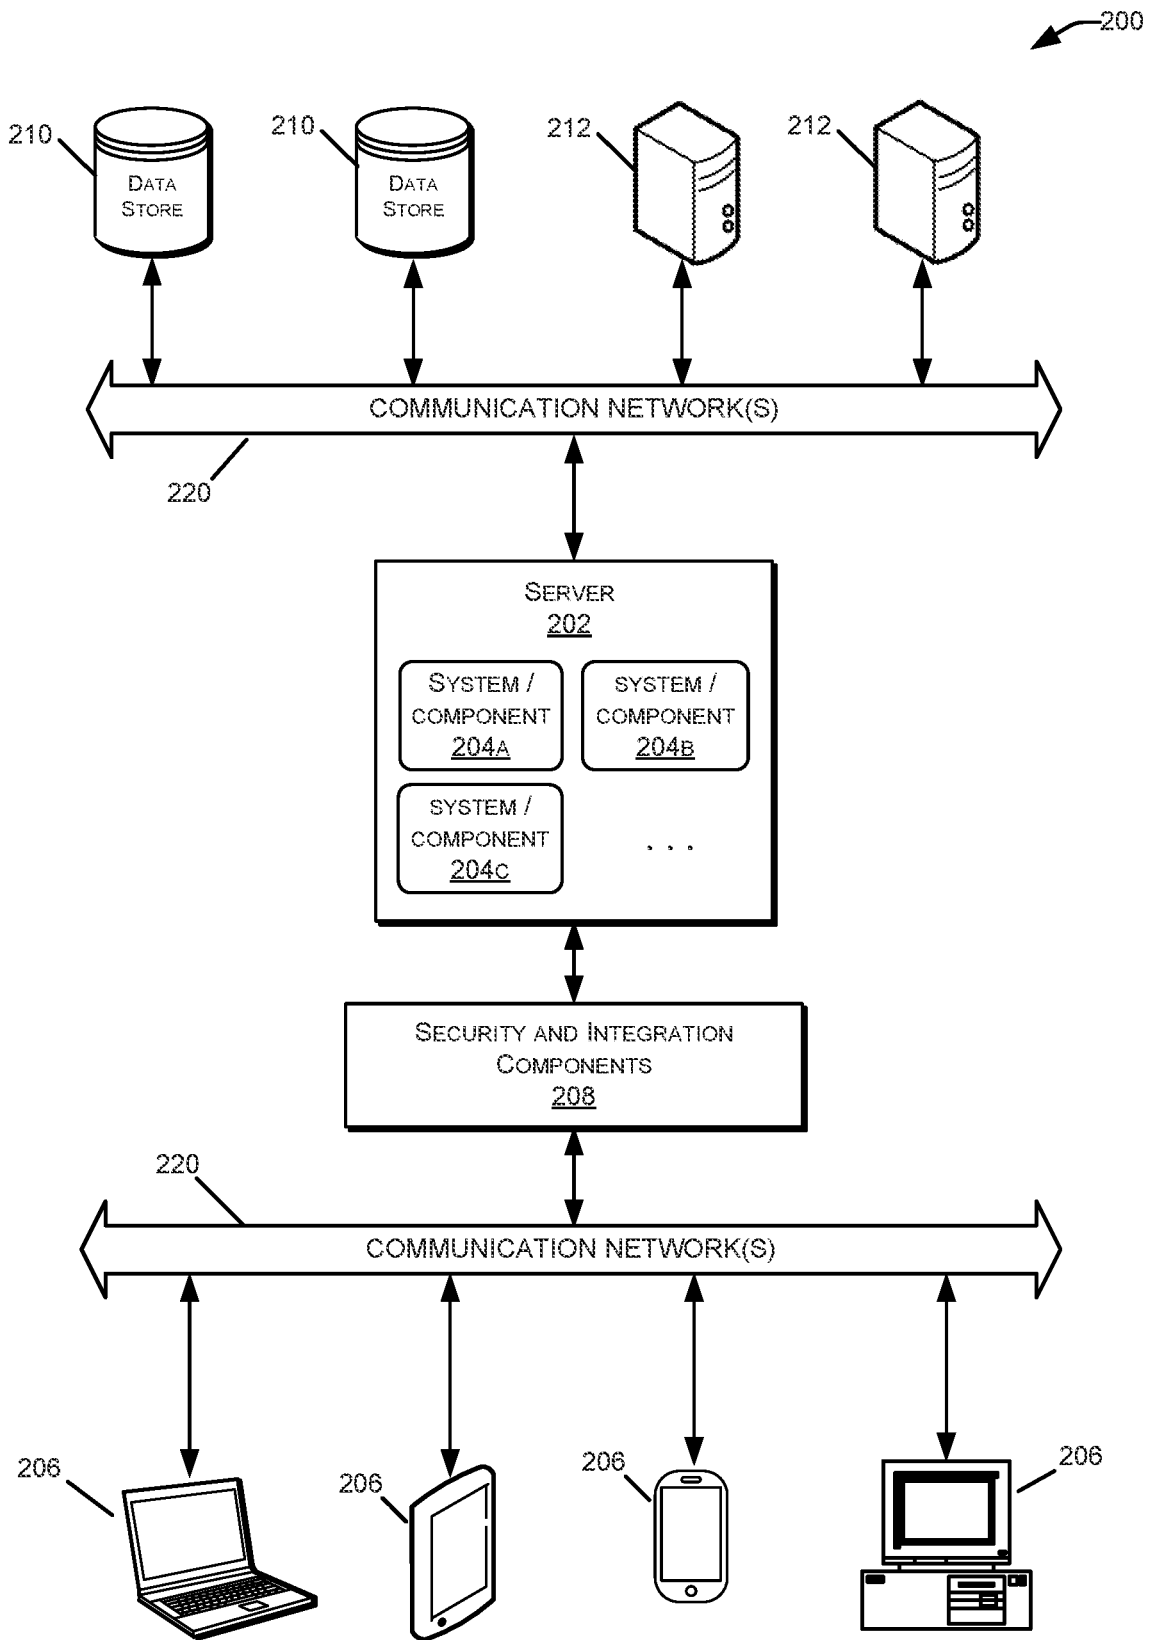 200
210
210
212
212
DATA
STORE
DATA
STORE
COMMUNICATION NETWORK(S)
220
SERVER
202
SYSTEM /
COMPONENT
204A
SYSTEM /
COMPONENT
204B
SYSTEM /
COMPONENT
204C
. . .
SECURITY AND INTEGRATION
COMPONENTS
208
220
COMMUNICATION NETWORK(S)
206
206
206
206